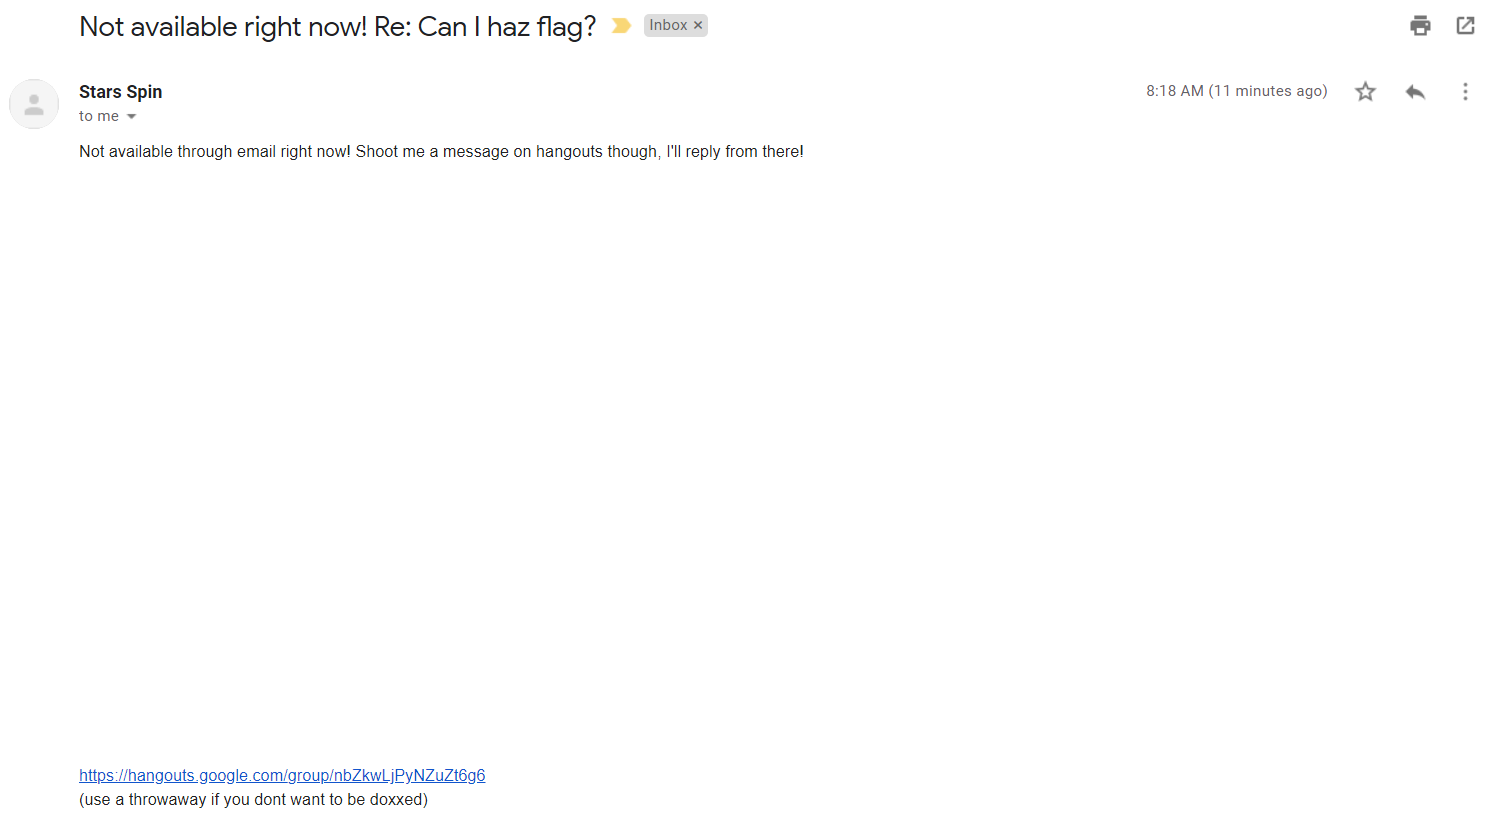 Not available right now! Re: Can I haz flag?
Inbox ×
Stars Spin
8:18 AM (11 minutes ago)
to me
Not available through email right now! Shoot me a message on hangouts though, I'll reply from there!
https://hangouts.google.com/group/nbZkwLjPyNZuZt6g6
(use a throwaway if you dont want to be doxxed)